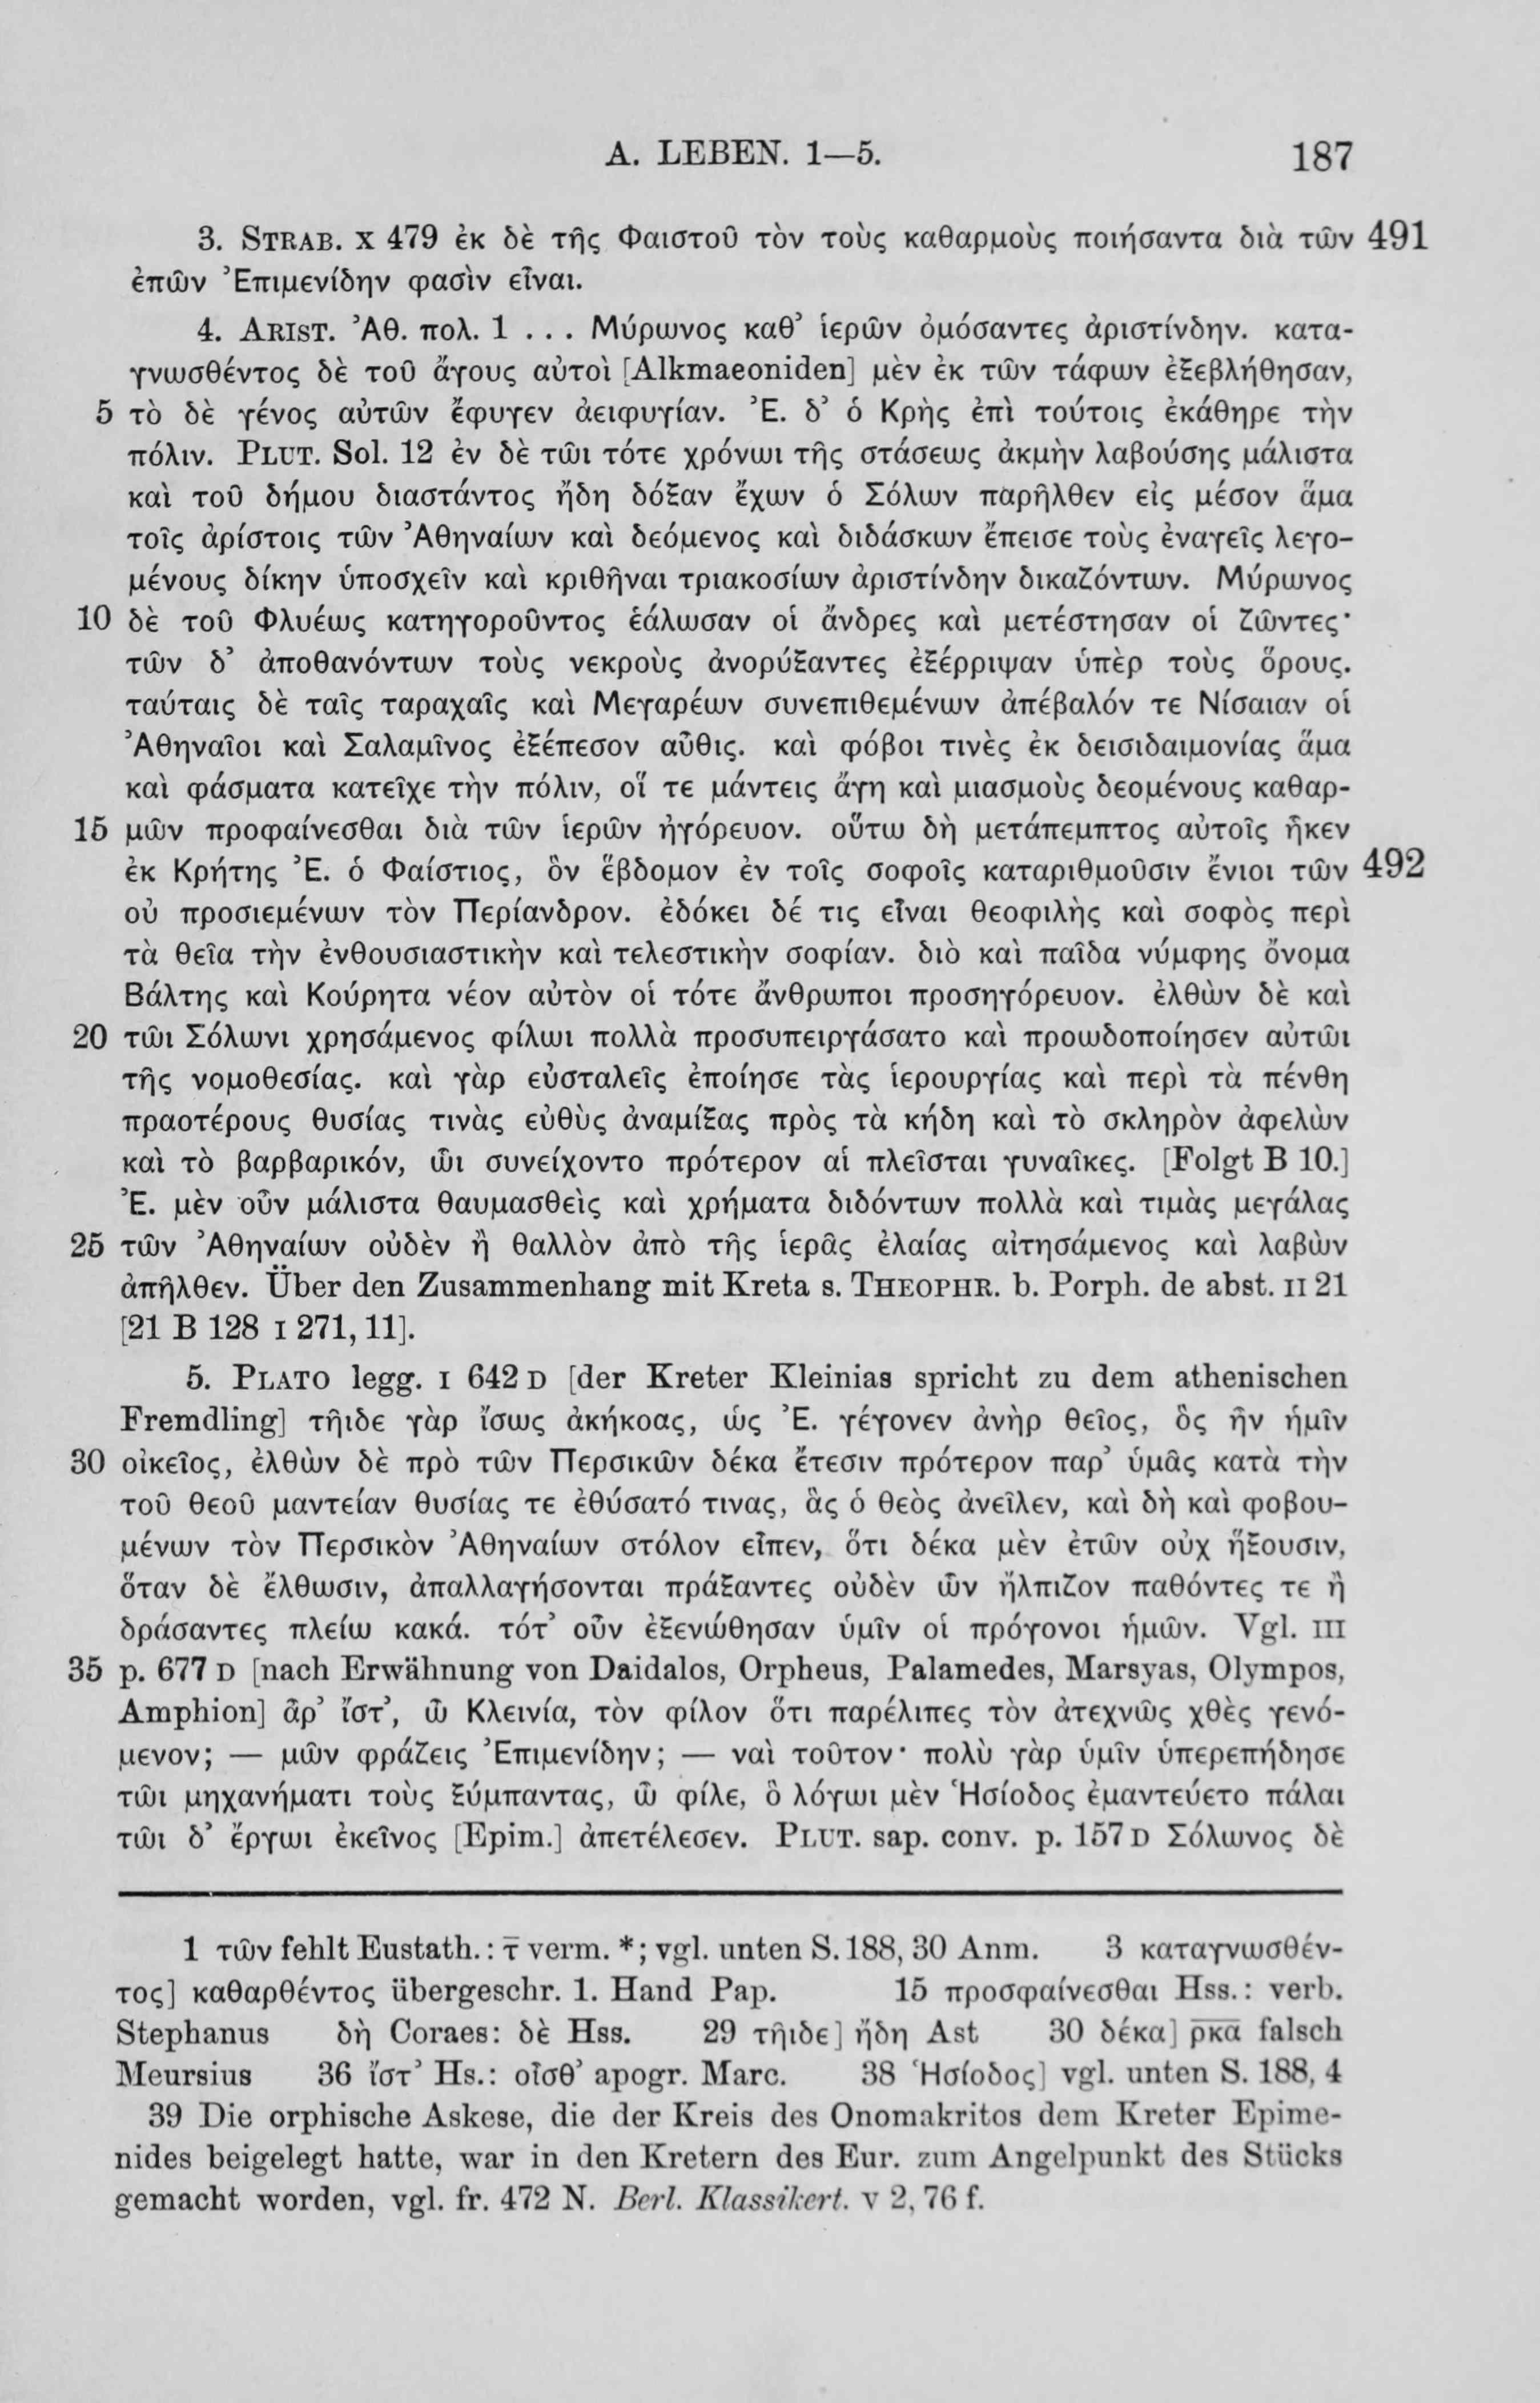 A. LEBEN. 1—5. 187
3. STRAB. X 479 ἐκ δὲ τῆς Φαιστοῦ τὸν τοὺς καθαρμοὺς ποιήσαντα διὰ τῶν 491
ἐπῶν Ἐπιμενίδην φασὶν εἶναι.
4. ARIST. Ἀθ. πολ. 1 . . . Μύρωνος καθ’ ἱερῶν ὀμόσαντες ἀριστίνδην. κατα-
γνωσθέντος δὲ τοῦ ἄγους αὐτοὶ [Alkmaeoniden] μὲν ἐκ τῶν τάφων ἐξεβλήθησαν,
5 τὸ δὲ γένος αὐτῶν ἔφυγεν ἀειφυγίαν. Ἐ. δ’ ὁ Κρὴς ἐπὶ τούτοις ἐκάθηρε τὴν
πόλιν. PLUT. Sol. 12 ἐν δὲ τῶι τότε χρόνωι τῆς στάσεως ἀκμὴν λαβούσης μάλιστα
καὶ τοῦ δήμου διαστάντος ἤδη δόξαν ἔχων ὁ Σόλων παρῆλθεν εἰς μέσον ἅμα
τοῖς ἀρίστοις τῶν Ἀθηναίων καὶ δεόμενος καὶ διδάσκων ἔπεισε τοὺς ἐναγεῖς λεγο-
μένους δίκην ὑποσχεῖν καὶ κριθῆναι τριακοσίων ἀριστίνδην δικαζόντων. Μύρωνος
10 δὲ τοῦ Φλυέως κατηγοροῦντος ἑάλωσαν οἱ ἄνδρες καὶ μετέστησαν οἱ ζῶντες·
τῶν δ’ ἀποθανόντων τοὺς νεκροὺς ἀνορύξαντες ἐξέρριψαν ὑπὲρ τοὺς ὅρους.
ταύταις δὲ ταῖς ταραχαῖς καὶ Μεγαρέων συνεπιθεμένων ἀπέβαλόν τε Νίσαιαν οἱ
Ἀθηναῖοι καὶ Σαλαμῖνος ἐξέπεσον αὖθις. καὶ φόβοι τινὲς ἐκ δεισιδαιμονίας ἅμα
καὶ φάσματα κατεῖχε τὴν πόλιν, οἵ τε μάντεις ἄγη καὶ μιασμοὺς δεομένους καθαρ-
15 μῶν προφαίνεσθαι διὰ τῶν ἱερῶν ἠγόρευον. οὕτω δὴ μετάπεμπτος αὐτοῖς ἧκεν
ἐκ Κρήτης Ἐ. ὁ Φαίστιος, ὃν ἕβδομον ἐν τοῖς σοφοῖς καταριθμοῦσιν ἔνιοι τῶν 492
οὐ προσιεμένων τὸν Περίανδρον. ἐδόκει δέ τις εἶναι θεοφιλὴς καὶ σοφὸς περὶ
τὰ θεῖα τὴν ἐνθουσιαστικὴν καὶ τελεστικὴν σοφίαν. διὸ καὶ παῖδα νύμφης ὄνομα
Βάλτης καὶ Κούρητα νέον αὐτὸν οἱ τότε ἄνθρωποι προσηγόρευον. ἐλθὼν δὲ καὶ
20 τῶι Σόλωνι χρησάμενος φίλωι πολλὰ προσυπειργάσατο καὶ προωδοποίησεν αὐτῶι
τῆς νομοθεσίας. καὶ γὰρ εὐσταλεῖς ἐποίησε τὰς ἱερουργίας καὶ περὶ τὰ πένθη
πραοτέρους θυσίας τινὰς εὐθὺς ἀναμίξας πρὸς τὰ κήδη καὶ τὸ σκληρὸν ἀφελὼν
καὶ τὸ βαρβαρικόν, ὧι συνείχοντο πρότερον αἱ πλεῖσται γυναῖκες. [Folgt B 10.]
Ἐ. μὲν οὖν μάλιστα θαυμασθεὶς καὶ χρήματα διδόντων πολλὰ καὶ τιμὰς μεγάλας
25 τῶν Ἀθηναίων οὐδὲν ἢ θαλλὸν ἀπὸ τῆς ἱερᾶς ἐλαίας αἰτησάμενος καὶ λαβὼν
ἀπῆλθεν. Über den Zusammenhang mit Kreta s. THEOPHR. b. Porph. de abst. II 21
[21 B 128 I 271, 11].
5. PLATO legg. I 642 D [der Kreter Kleinias spricht zu dem athenischen
Fremdling] τῆιδε γὰρ ἴσως ἀκήκοας, ὡς Ἐ. γέγονεν ἀνὴρ θεῖος, ὃς ἦν ἡμῖν
30 οἰκεῖος, ἐλθὼν δὲ πρὸ τῶν Περσικῶν δέκα ἔτεσιν πρότερον παρ’ ὑμᾶς κατὰ τὴν
τοῦ θεοῦ μαντείαν θυσίας τε ἐθύσατό τινας, ἃς ὁ θεὸς ἀνεῖλεν, καὶ δὴ καὶ φοβου-
μένων τὸν Περσικὸν Ἀθηναίων στόλον εἶπεν, ὅτι δέκα μὲν ἐτῶν οὐχ ἥξουσιν,
ὅταν δὲ ἔλθωσιν, ἀπαλλαγήσονται πράξαντες οὐδὲν ὧν ἤλπιζον παθόντες τε ἢ
δράσαντες πλείω κακά. τότ’ οὖν ἐξενώθησαν ὑμῖν οἱ πρόγονοι ἡμῶν. Vgl. III
35 p. 677 D [nach Erwähnung von Daidalos, Orpheus, Palamedes, Marsyas, Olympos,
Amphion] ἆρ’ ἴστ’, ὦ Κλεινία, τὸν φίλον ὅτι παρέλιπες τὸν ἀτεχνῶς χθὲς γενό-
μενον; — μῶν φράζεις Ἐπιμενίδην; — ναὶ τοῦτον· πολὺ γὰρ ὑμῖν ὑπερεπήδησε
τῶι μηχανήματι τοὺς ξύμπαντας, ὦ φίλε, ὃ λόγωι μὲν Ἡσίοδος ἐμαντεύετο πάλαι
τῶι δ’ ἔργωι ἐκεῖνος [Epim.] ἀπετέλεσεν. PLUT. sap. conv. p. 157 D Σόλωνος δὲ
1 τῶν fehlt Eustath.: τ̄ verm. *; vgl. unten S. 188, 30 Anm. 3 καταγνωσθέν-
τος] καθαρθέντος übergeschr. 1. Hand Pap. 15 προσφαίνεσθαι Hss.: verb.
Stephanus δὴ Coraes: δὲ Hss. 29 τῆιδε] ἤδη Ast 30 δέκα] ρ̄κ̄ᾱ falsch
Meursius 36 ἴστ’ Hs.: οἶσθ’ apogr. Marc. 38 Ἡσίοδος] vgl. unten S. 188, 4
39 Die orphische Askese, die der Kreis des Onomakritos dem Kreter Epime-
nides beigelegt hatte, war in den Kretern des Eur. zum Angelpunkt des Stücks
gemacht worden, vgl. fr. 472 N. Berl. Klassikert. V 2, 76 f.